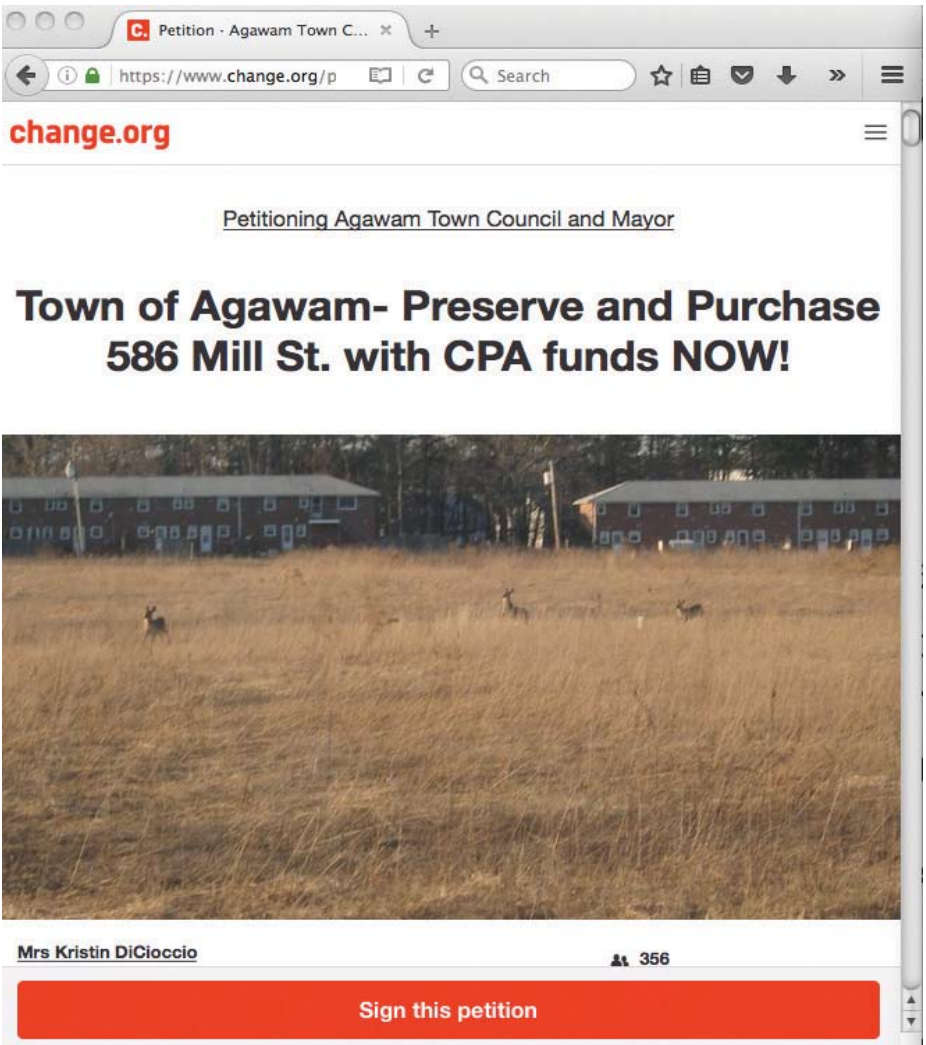 C. Petition · Agawam Town C... × +
https://www.change.org/p
Search
change.org
Petitioning Agawam Town Council and Mayor
Town of Agawam- Preserve and Purchase
586 Mill St. with CPA funds NOW!
Mrs Kristin DiCioccio
356
Sign this petition